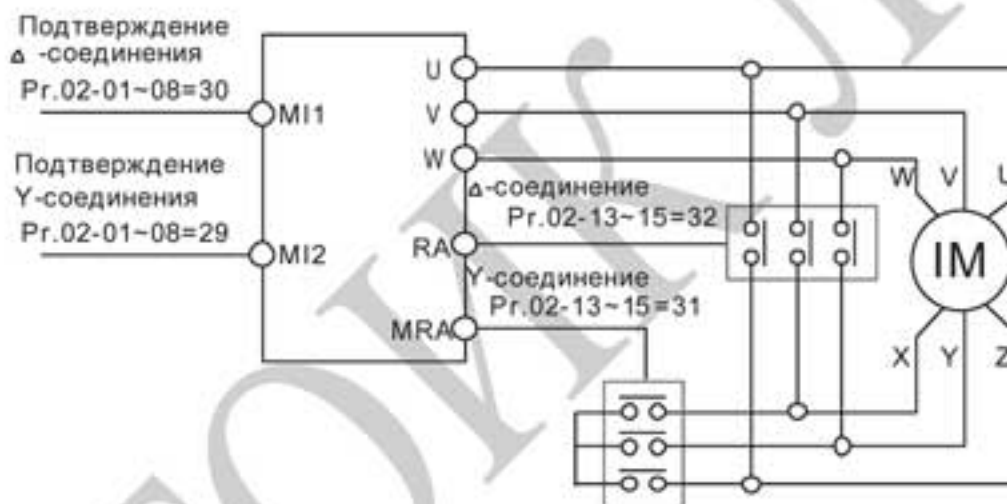 Подтверждение
Δ -соединения
Pr.02-01~08=30
MI1
Подтверждение
Y-соединения
Pr.02-01~08=29
MI2
U
V
W
Δ-соединение
Pr.02-13~15=32
RA
Y-соединение
Pr.02-13~15=31
MRA
W V U
IM
X Y Z